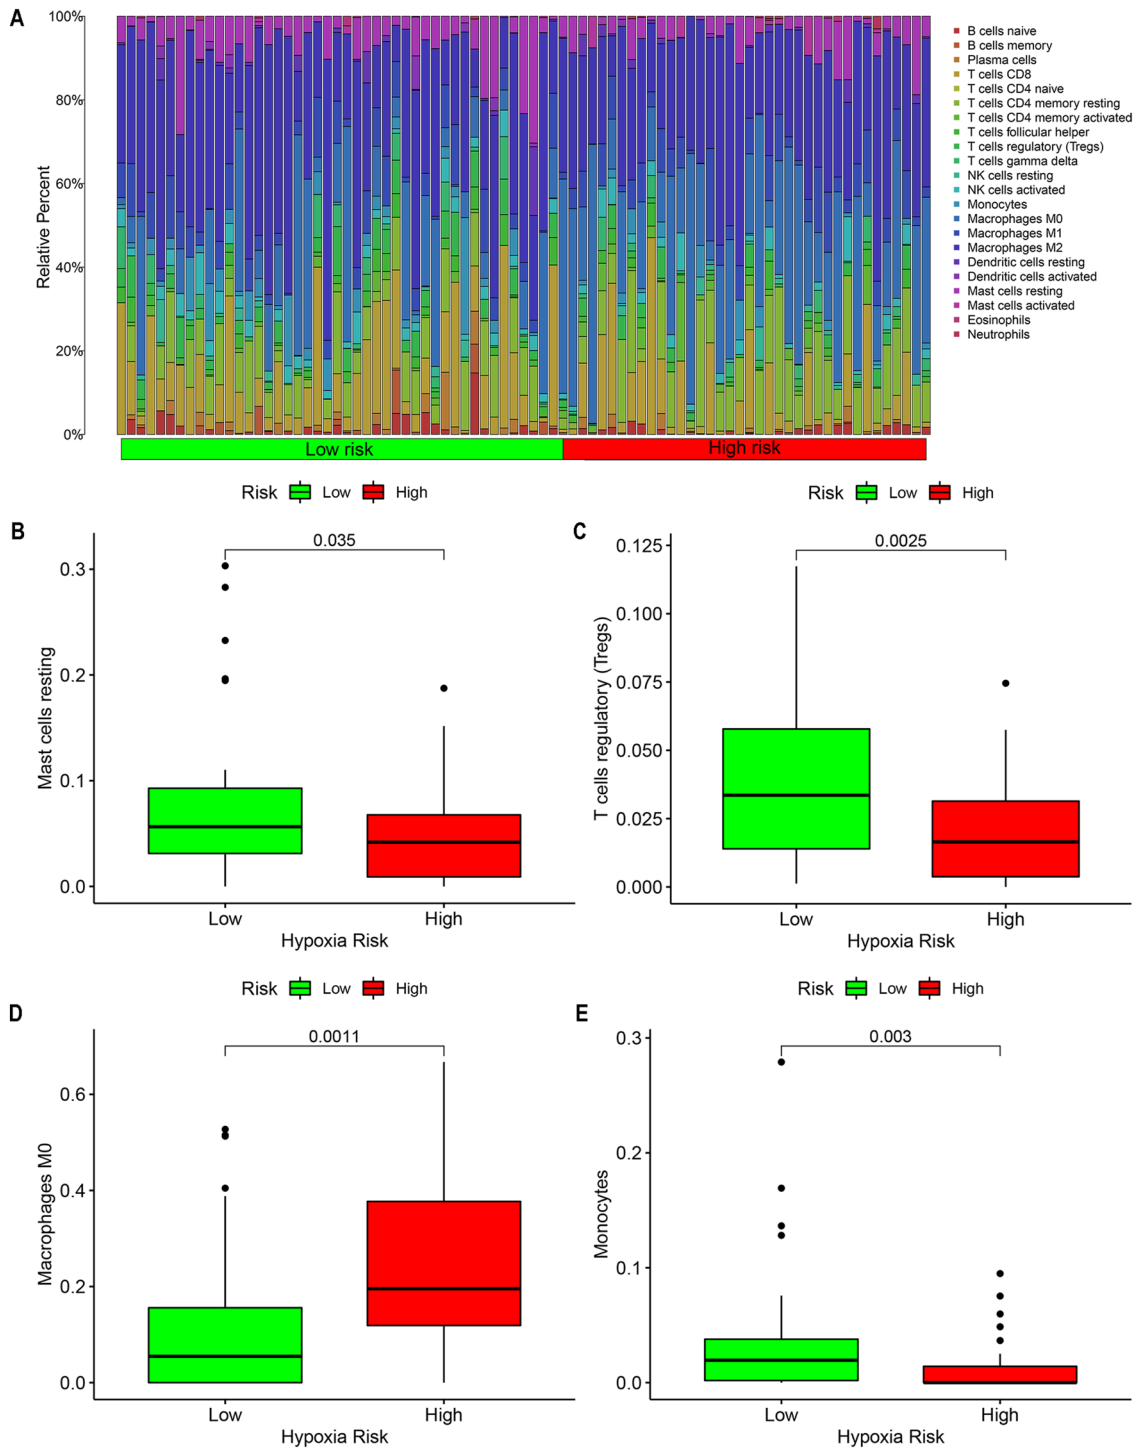 A
100%
80%
60%
40%
20%
0%
Relative Percent
B cells naive
B cells memory
Plasma cells
T cells CD8
T cells CD4 naive
T cells CD4 memory resting
T cells CD4 memory activated
T cells follicular helper
T cells regulatory (Tregs)
T cells gamma delta
NK cells resting
NK cells activated
Monocytes
Macrophages M0
Macrophages M1
Macrophages M2
Dendritic cells resting
Dendritic cells activated
Mast cells resting
Mast cells activated
Eosinophils
Neutrophils
Low risk
High risk
Risk Low High
B
0.035
0.3
0.2
0.1
0.0
Mast cells resting
Low High
Hypoxia Risk
Risk Low High
C
0.0025
0.125
0.100
0.075
0.050
0.025
0.000
T cells regulatory (Tregs)
Low High
Hypoxia Risk
Risk Low High
D
0.0011
0.6
0.4
0.2
0.0
Macrophages M0
Low High
Hypoxia Risk
Risk Low High
E
0.003
0.3
0.2
0.1
0.0
Monocytes
Low High
Hypoxia Risk